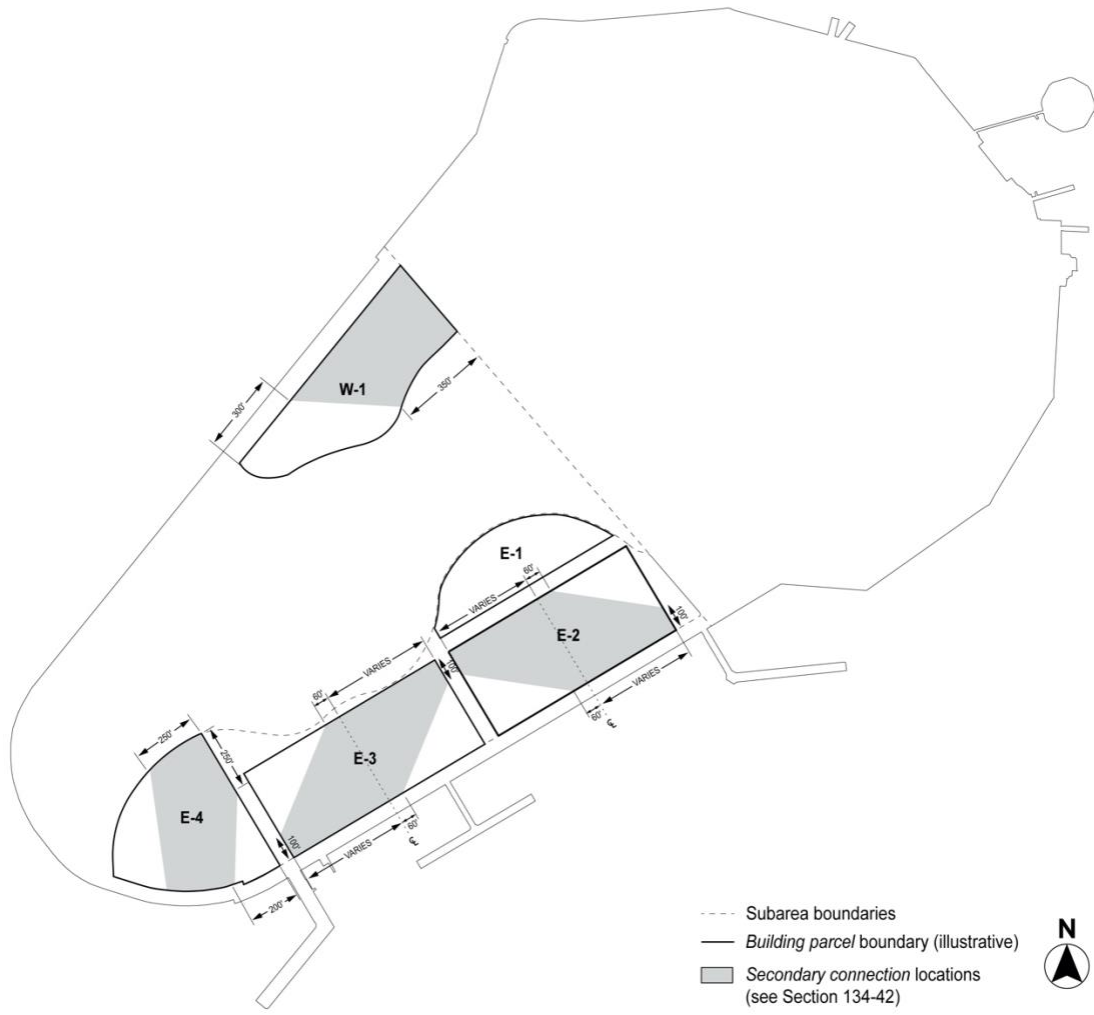 W-1
300'
350'
E-1
60'
VARIES
100'
E-2
VARIES
60'
100'
VARIES
60'
℄
E-3
250'
250'
E-4
100'
VARIES
60'
℄
200'
Subarea boundaries
Building parcel boundary (illustrative)
Secondary connection locations
(see Section 134-42)
N